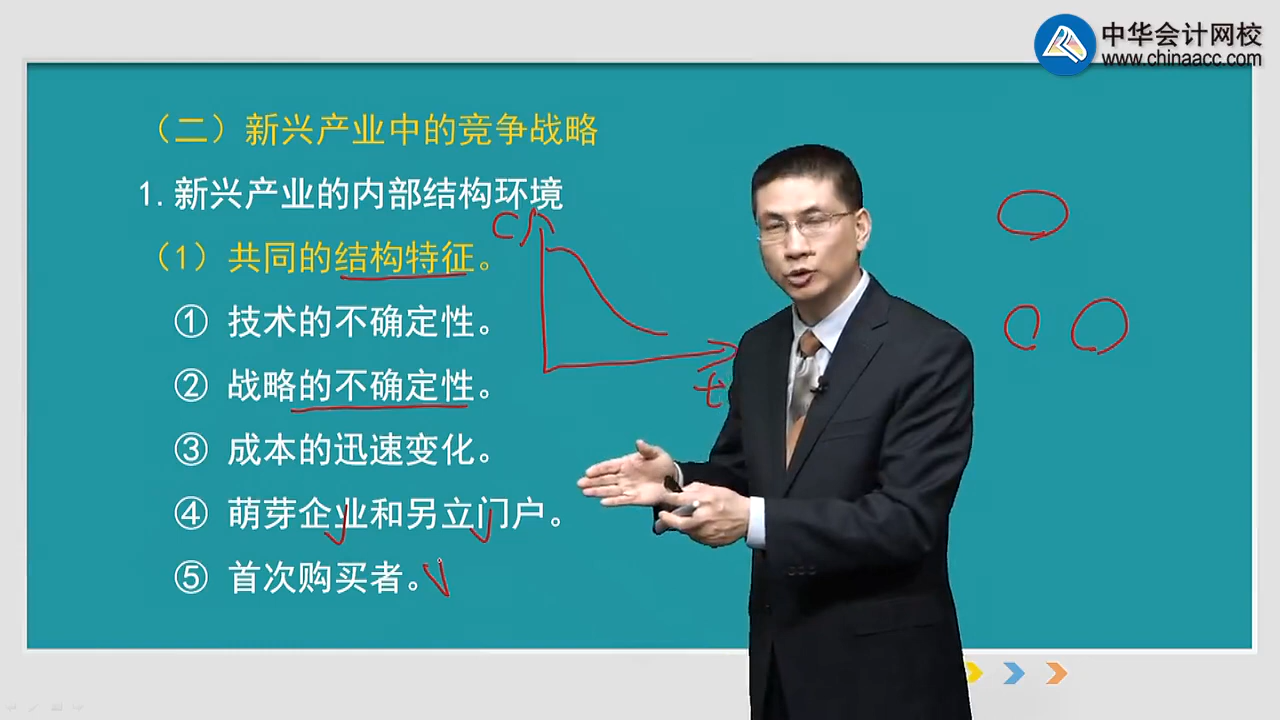 中华会计网校
www.chinaacc.com
（二）新兴产业中的竞争战略
1.新兴产业的内部结构环境
C
（1）共同的结构特征。
① 技术的不确定性。
② 战略的不确定性。
t
③ 成本的迅速变化。
④ 萌芽企业和另立门户。
⑤ 首次购买者。